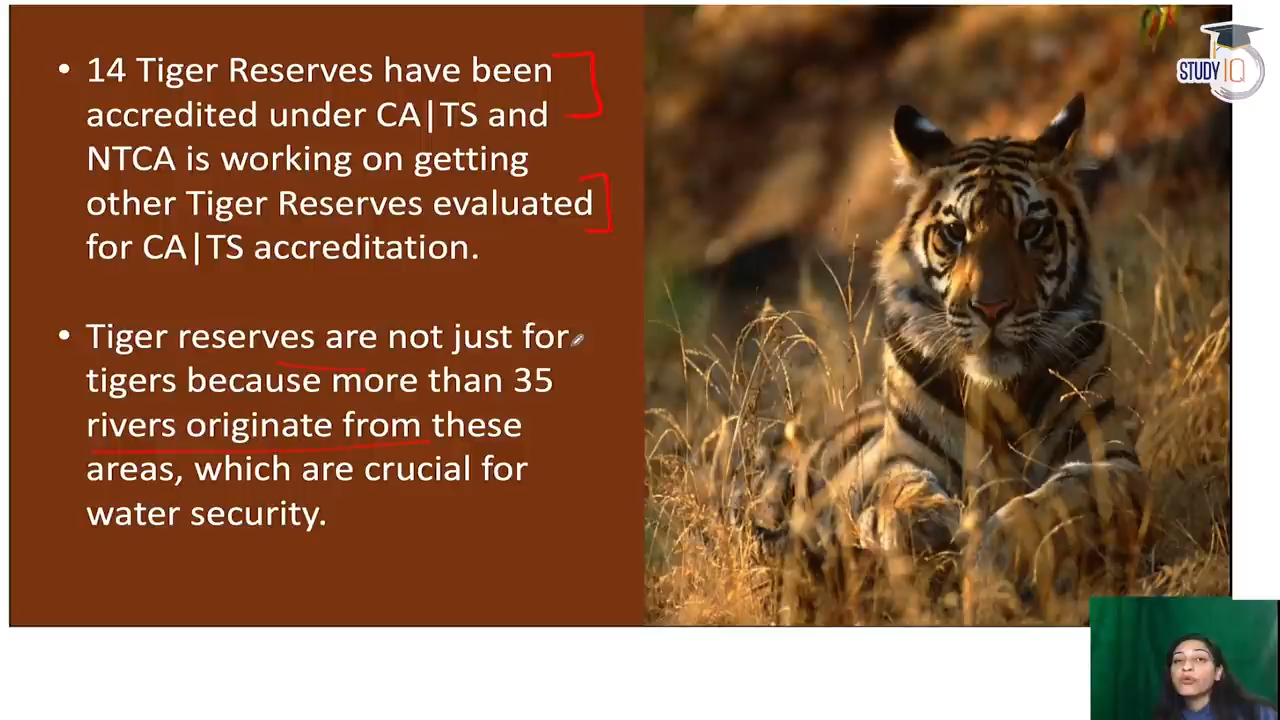 • 14 Tiger Reserves have been
accredited under CA|TS and
NTCA is working on getting
other Tiger Reserves evaluated
for CA|TS accreditation.
• Tiger reserves are not just for
tigers because more than 35
rivers originate from these
areas, which are crucial for
water security.
STUDY IQ